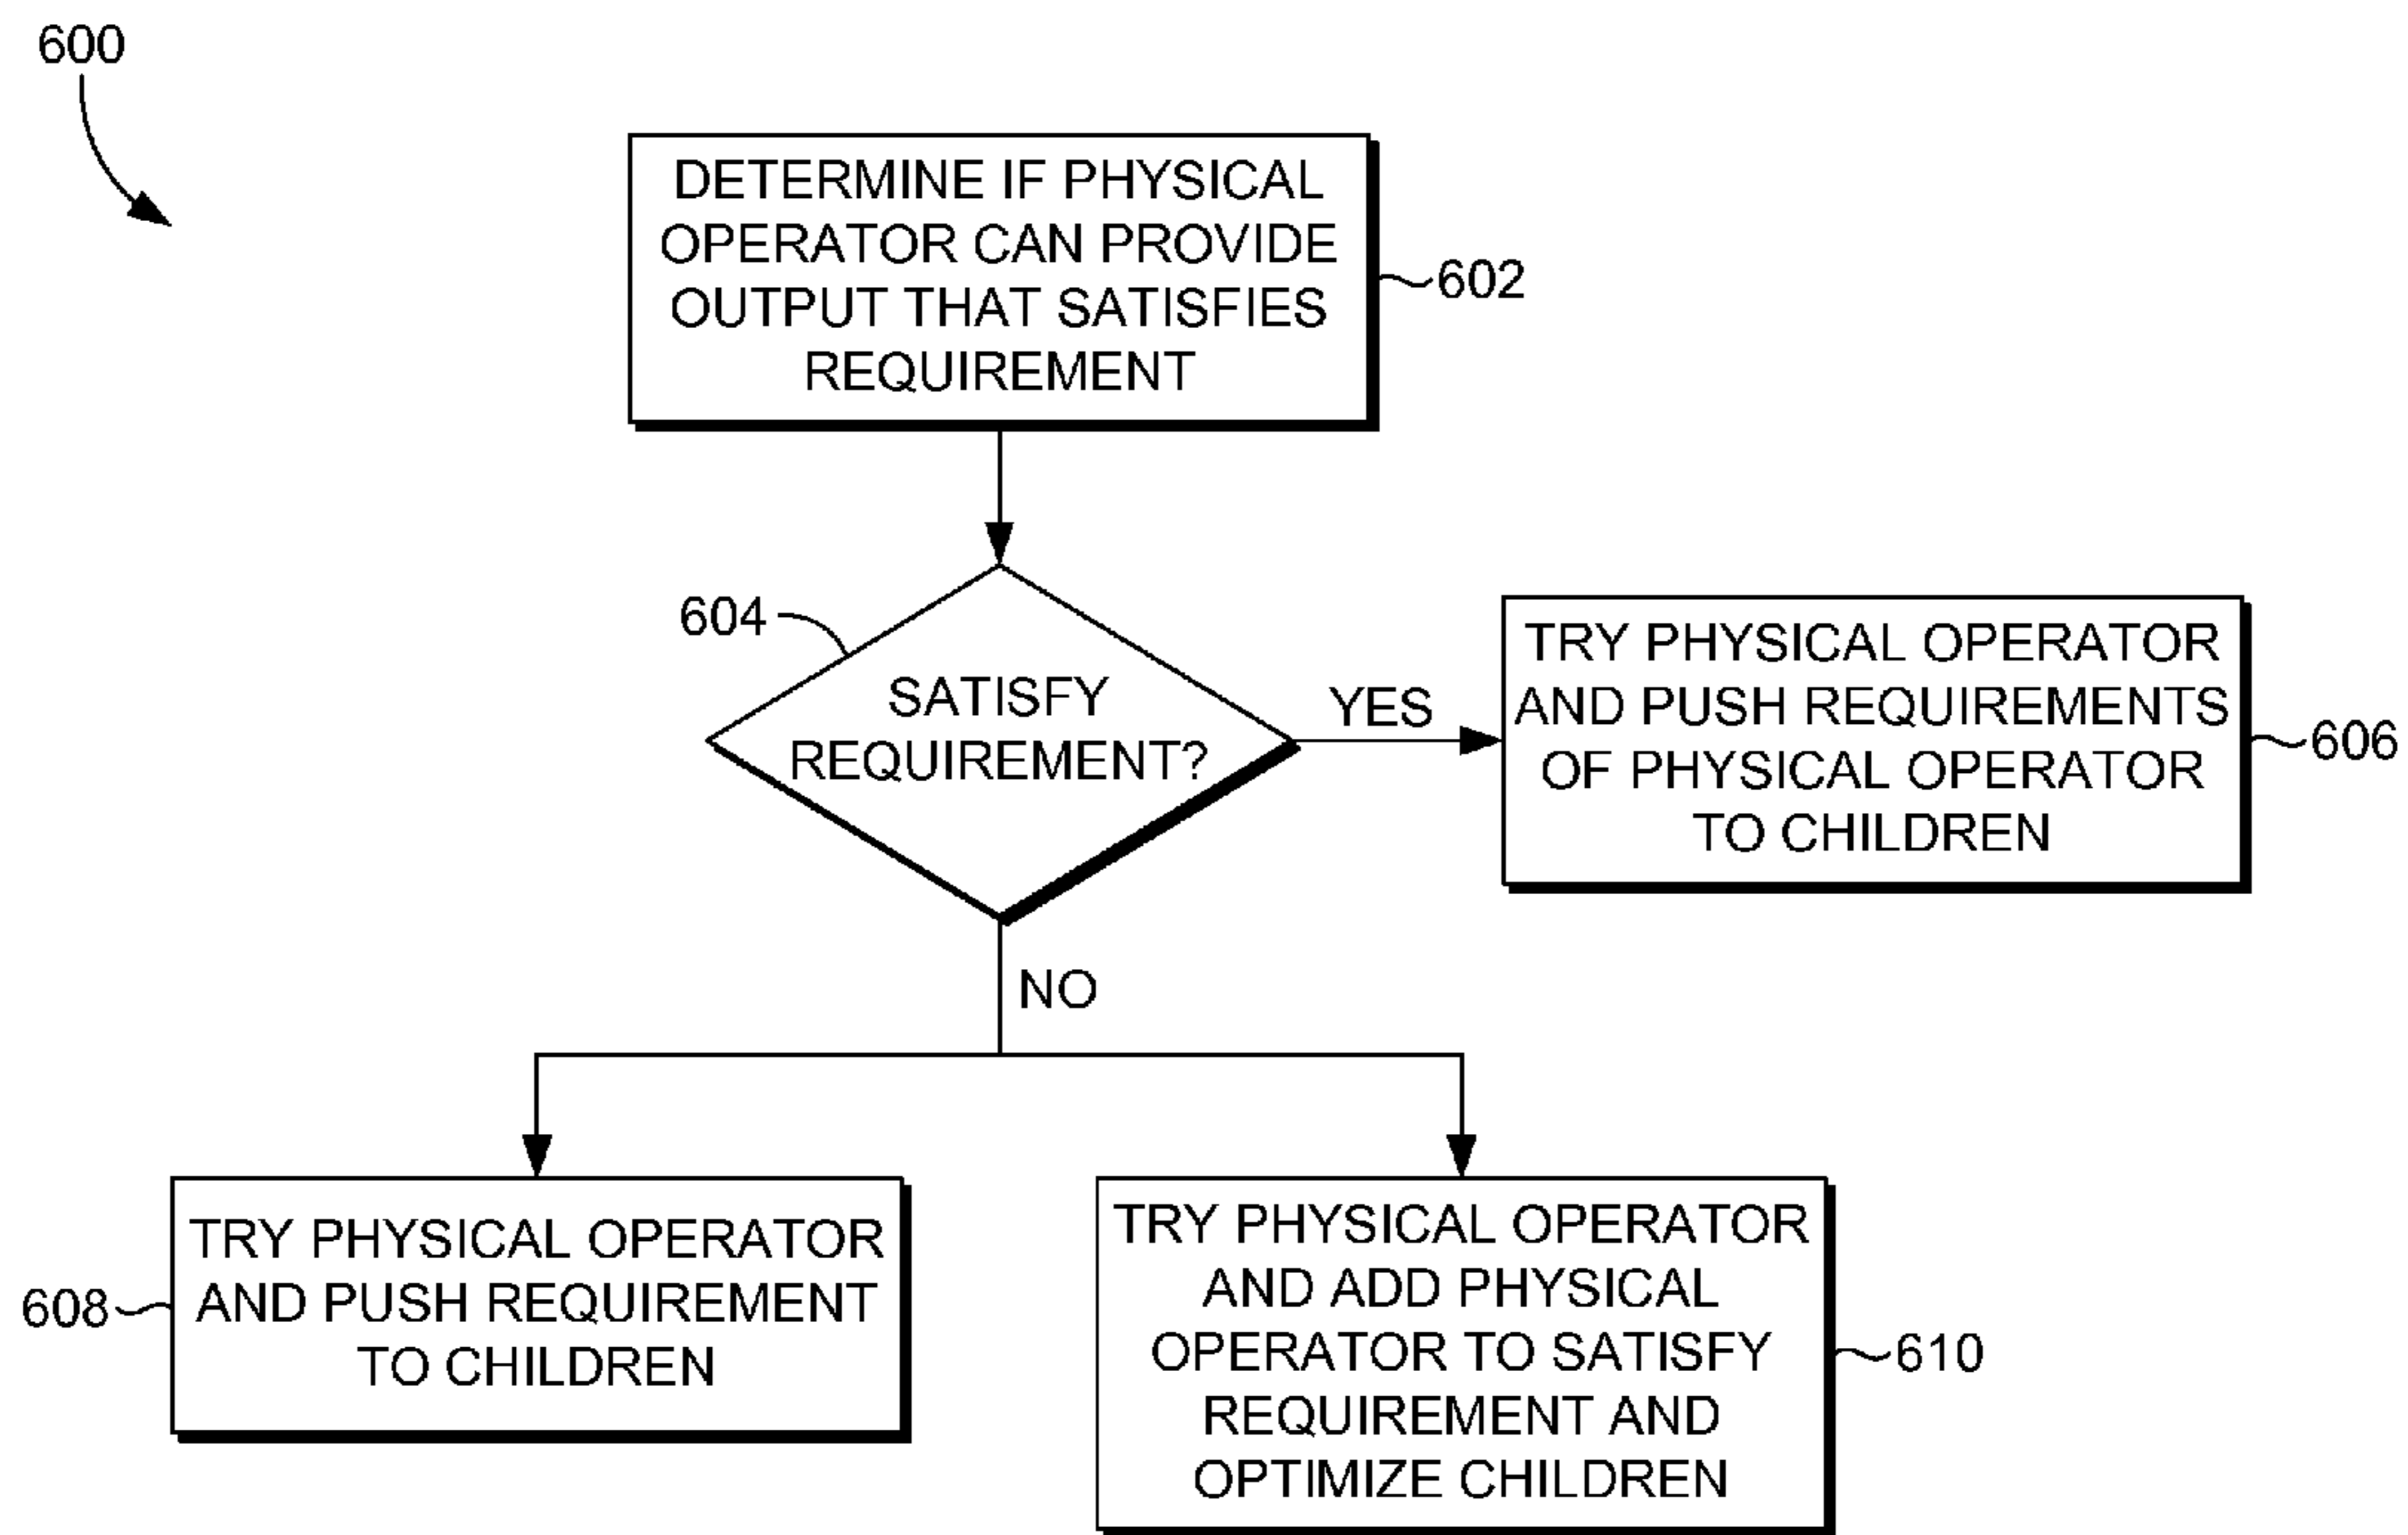 600
DETERMINE IF PHYSICAL
OPERATOR CAN PROVIDE
OUTPUT THAT SATISFIES
REQUIREMENT
602
604
SATISFY
REQUIREMENT?
YES
TRY PHYSICAL OPERATOR
AND PUSH REQUIREMENTS
OF PHYSICAL OPERATOR
TO CHILDREN
606
NO
608
TRY PHYSICAL OPERATOR
AND PUSH REQUIREMENT
TO CHILDREN
TRY PHYSICAL OPERATOR
AND ADD PHYSICAL
OPERATOR TO SATISFY
REQUIREMENT AND
OPTIMIZE CHILDREN
610